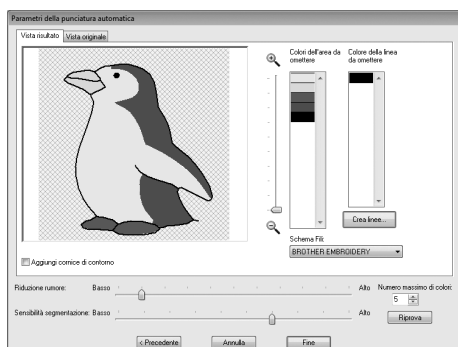 Parametri della punciatura automatica
Vista risultato
Vista originale
Colori dell'area da omettere
Colore della linea da omettere
Crea linee...
Schema Fili:
BROTHER EMBROIDERY
Aggiungi cornice di contorno
Riduzione rumore: Basso Alto
Numero massimo di colori:
5
Sensibilità segmentazione: Basso Alto
Riprova
< Precedente
Annulla
Fine